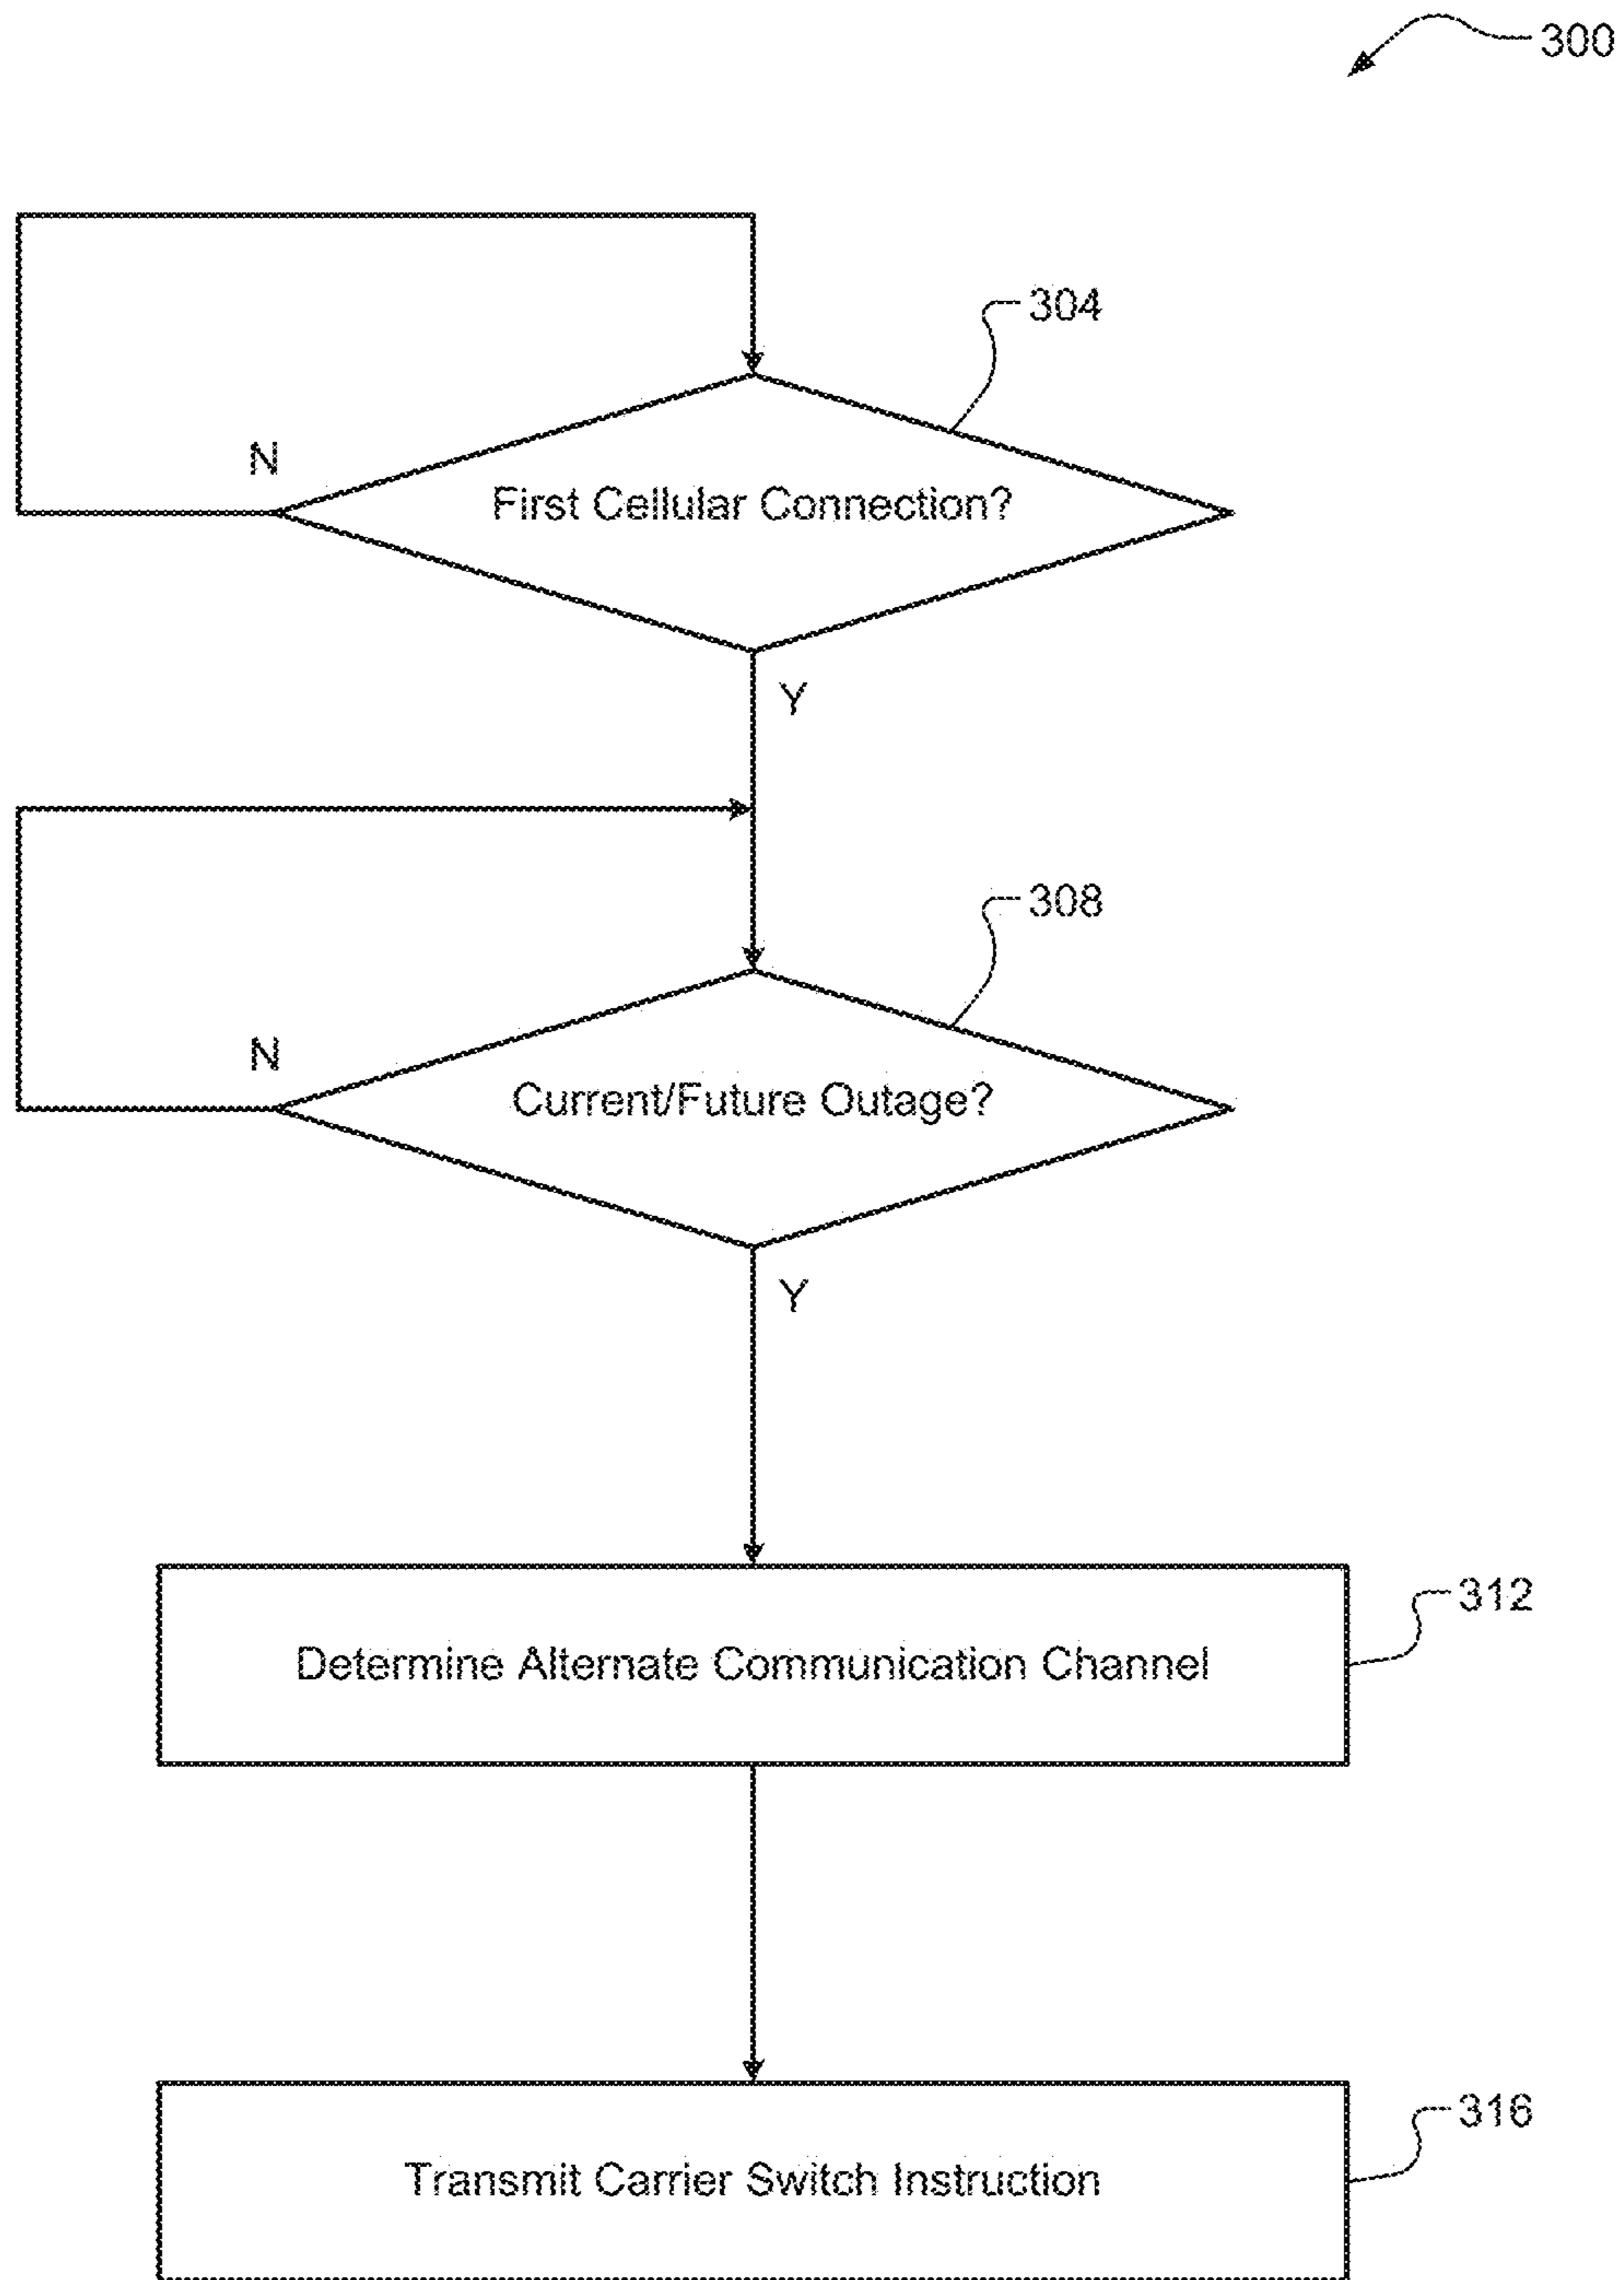 300
304
N
First Cellular Connection?
Y
308
N
Current/Future Outage?
Y
312
Determine Alternate Communication Channel
316
Transmit Carrier Switch Instruction